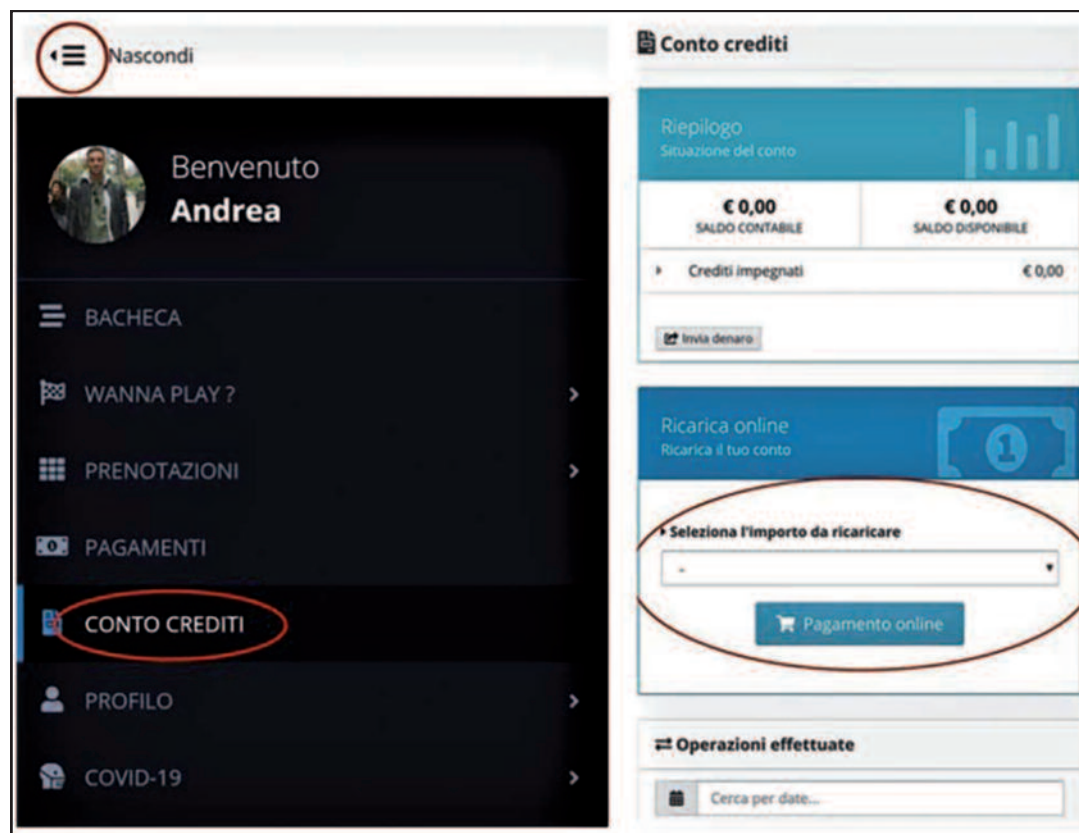 Nascondi
Benvenuto
Andrea
BACHECA
WANNA PLAY ?
PRENOTAZIONI
PAGAMENTI
CONTO CREDITI
PROFILO
COVID-19
Conto crediti
Riepilogo
Situazione del conto
€ 0,00
SALDO CONTABILE
€ 0,00
SALDO DISPONIBILE
Crediti impegnati € 0,00
Invia denaro
Ricarica online
Ricarica il tuo conto
1
Seleziona l'importo da ricaricare
-
Pagamento online
Operazioni effettuate
Cerca per date...